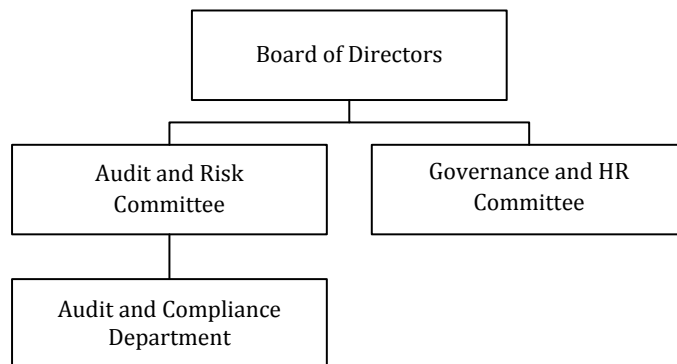 Board of Directors
Audit and Risk
Committee
Governance and HR
Committee
Audit and Compliance
Department